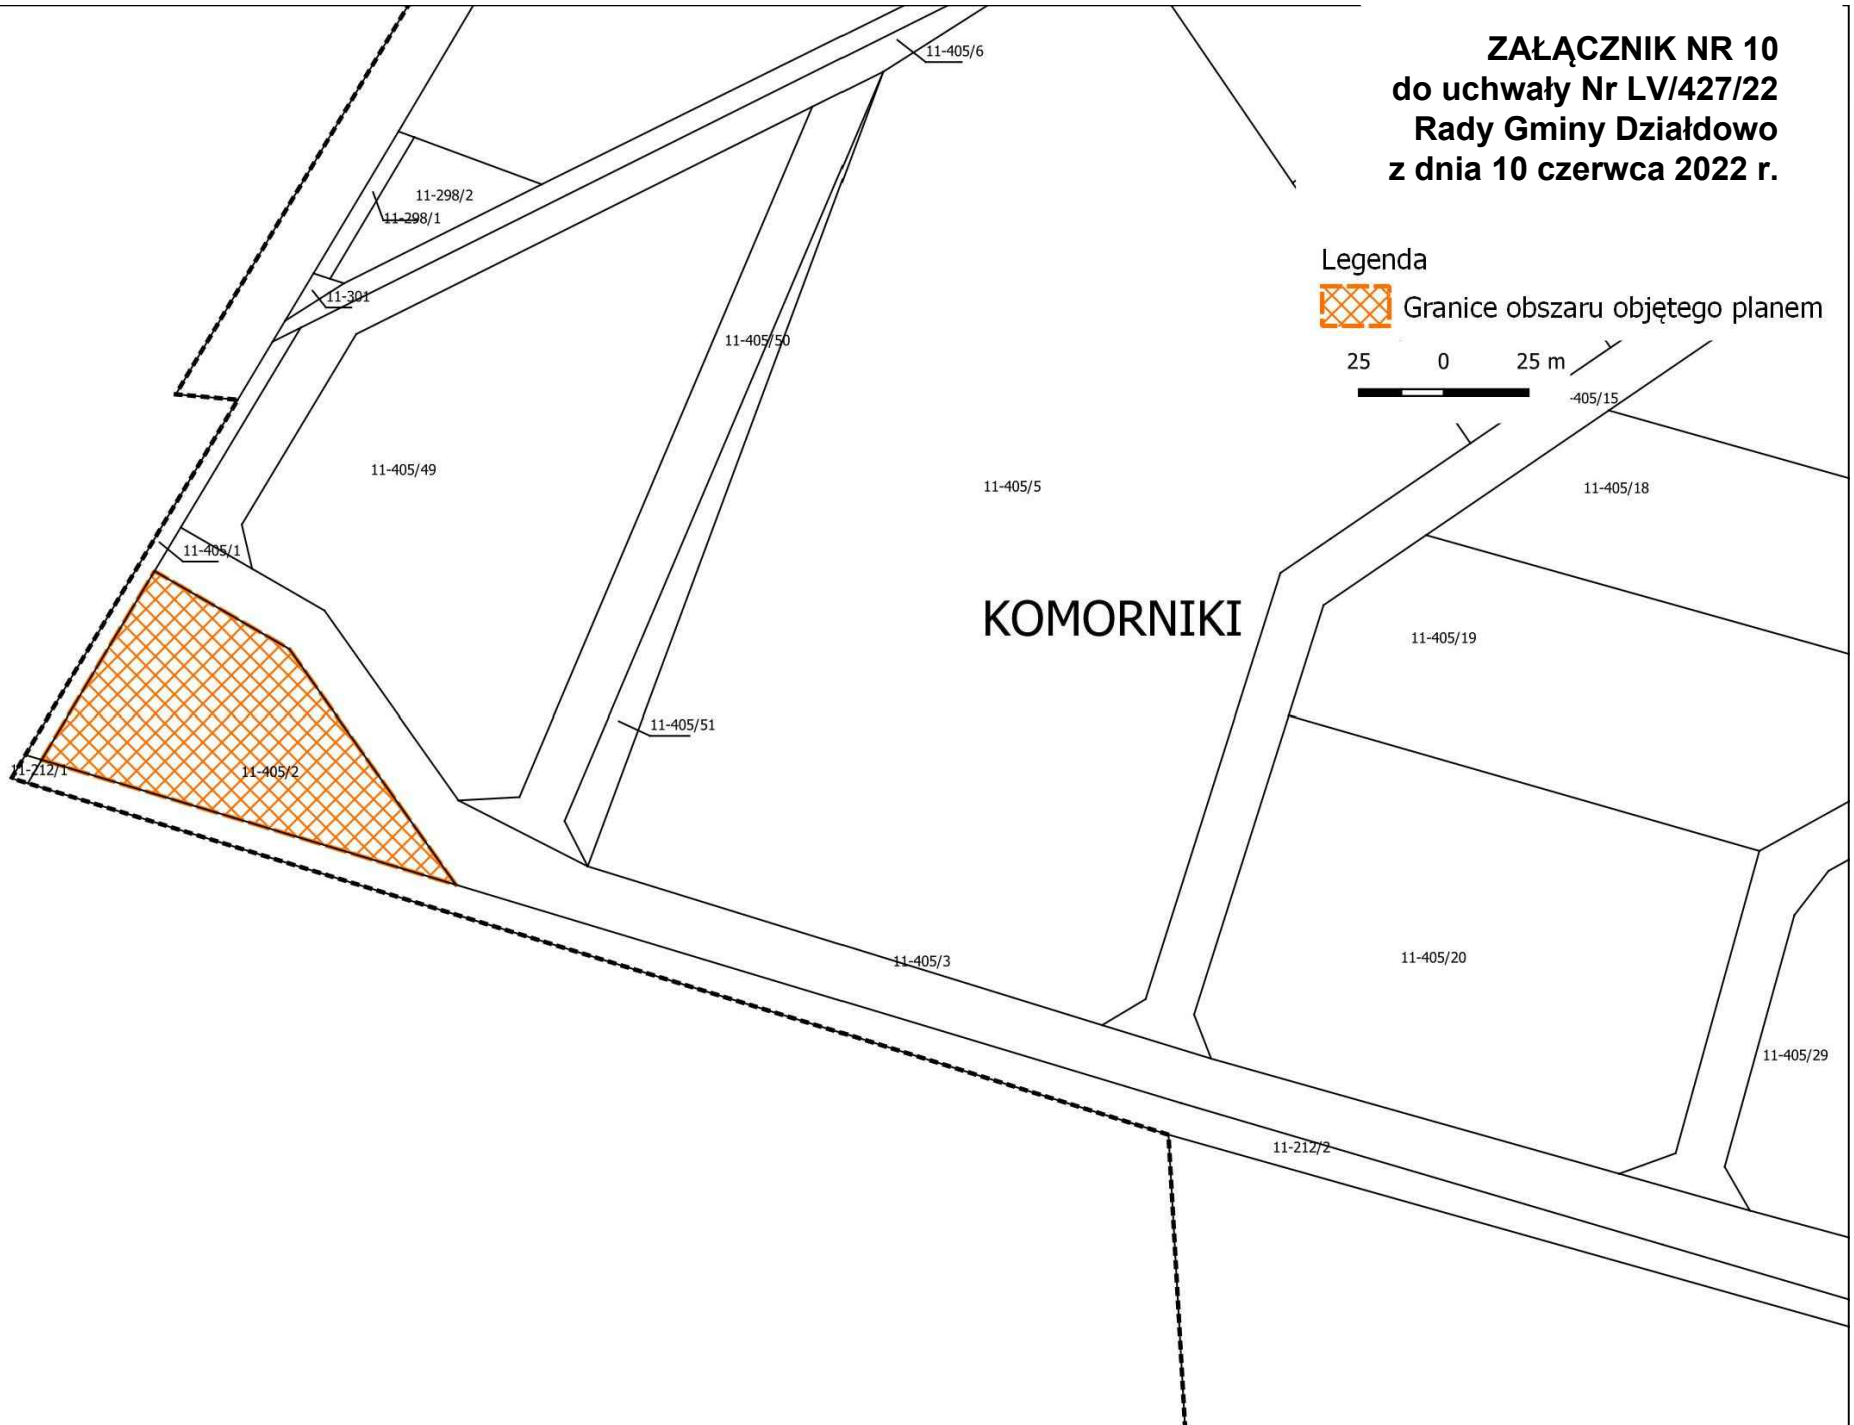 ZAŁĄCZNIK NR 10
do uchwały Nr LV/427/22
Rady Gminy Działdowo
z dnia 10 czerwca 2022 r.
Legenda
Granice obszaru objętego planem
25 0 25 m
11-405/6
11-298/2
11-298/1
11-301
11-405/50
-405/15
11-405/49
11-405/5
11-405/18
11-405/1
KOMORNIKI
11-405/19
11-405/51
11-212/1
11-405/2
11-405/3
11-405/20
11-405/29
11-212/2